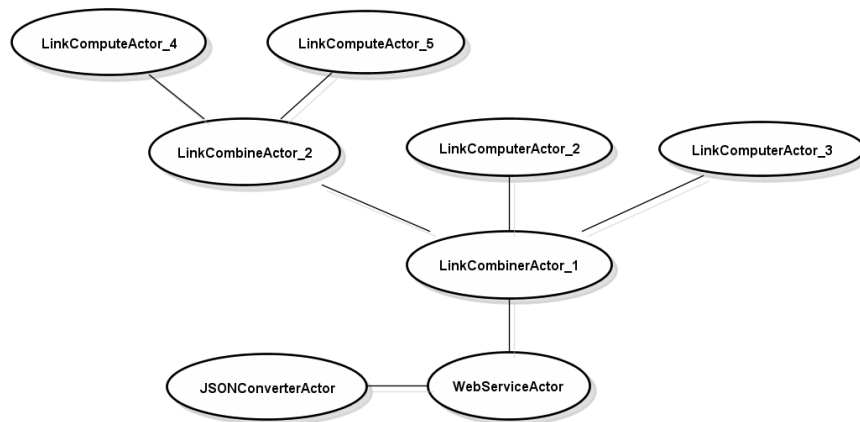 LinkComputeActor_4
LinkComputeActor_5
LinkCombineActor_2
LinkComputerActor_2
LinkComputerActor_3
LinkCombinerActor_1
JSONConverterActor
WebServiceActor